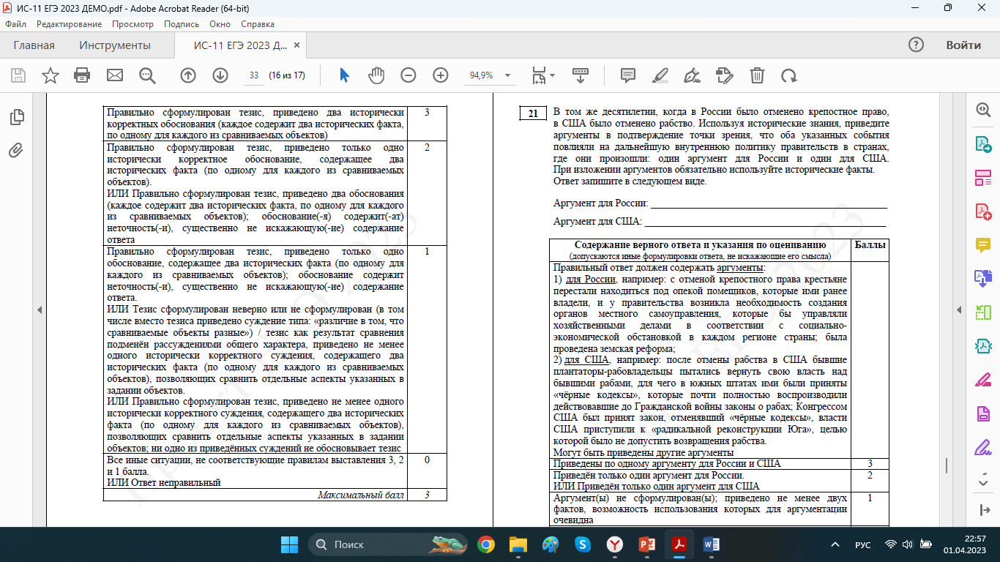 ИС-11 ЕГЭ 2023 ДЕМО.pdf - Adobe Acrobat Reader (64-bit)
Файл Редактирование Просмотр Подпись Окно Справка
Главная Инструменты ИС-11 ЕГЭ 2023 Д... × Войти
33 (16 из 17) 94,9%
Правильно сформулирован тезис, приведено два исторически 3
корректных обоснования (каждое содержит два исторических факта,
по одному для каждого из сравниваемых объектов)
Правильно сформулирован тезис, приведено только одно 2
исторически корректное обоснование, содержащее два
исторических факта (по одному для каждого из сравниваемых
объектов).
ИЛИ Правильно сформулирован тезис, приведено два обоснования
(каждое содержит два исторических факта, по одному для каждого
из сравниваемых объектов); обоснование(-я) содержит(-ат)
неточность(-и), существенно не искажающую(-ие) содержание
ответа
Правильно сформулирован тезис, приведено только одно 1
обоснование, содержащее два исторических факта (по одному для
каждого из сравниваемых объектов); обоснование содержит
неточность(-и), существенно не искажающую(-ие) содержание
ответа.
ИЛИ Тезис сформулирован неверно или не сформулирован (в том
числе вместо тезиса приведено суждение типа: «различие в том, что
сравниваемые объекты разные») / тезис как результат сравнения
подменён рассуждениями общего характера, приведено не менее
одного исторически корректного суждения, содержащего два
исторических факта (по одному для каждого из сравниваемых
объектов), позволяющих сравнить отдельные аспекты указанных в
задании объектов.
ИЛИ Правильно сформулирован тезис, приведено не менее одного
исторически корректного суждения, содержащего два исторических
факта (по одному для каждого из сравниваемых объектов),
позволяющих сравнить отдельные аспекты указанных в задании
объектов; ни одно из приведённых суждений не обосновывает тезис
Все иные ситуации, не соответствующие правилам выставления 3, 2 0
и 1 балла.
ИЛИ Ответ неправильный
Максимальный балл 3
21 В том же десятилетии, когда в России было отменено крепостное право,
в США было отменено рабство. Используя исторические знания, приведите
аргументы в подтверждение точки зрения, что оба указанных события
повлияли на дальнейшую внутреннюю политику правительств в странах,
где они произошли: один аргумент для России и один для США.
При изложении аргументов обязательно используйте исторические факты.
Ответ запишите в следующем виде.
Аргумент для России:
Аргумент для США:
Содержание верного ответа и указания по оцениванию Баллы
(допускаются иные формулировки ответа, не искажающие его смысла)
Правильный ответ должен содержать аргументы:
1) для России, например: с отменой крепостного права крестьяне
перестали находиться под опекой помещиков, которые ими ранее
владели, и у правительства возникла необходимость создания
органов местного самоуправления, которые бы управляли
хозяйственными делами в соответствии с социально-
экономической обстановкой в каждом регионе страны; была
проведена земская реформа;
2) для США, например: после отмены рабства в США бывшие
плантаторы-рабовладельцы пытались вернуть свою власть над
бывшими рабами, для чего в южных штатах ими были приняты
«чёрные кодексы», которые почти полностью воспроизводили
действовавшие до Гражданской войны законы о рабах; Конгрессом
США был принят закон, отменявший «чёрные кодексы», власти
США приступили к «радикальной реконструкции Юга», целью
которой было не допустить возвращения рабства.
Могут быть приведены другие аргументы
Приведены по одному аргументу для России и США 3
Приведён только один аргумент для России. 2
ИЛИ Приведён только один аргумент для США
Аргумент(ы) не сформулирован(ы); приведено не менее двух 1
фактов, возможность использования которых для аргументации
очевидна
Поиск
РУС
22:57
01.04.2023